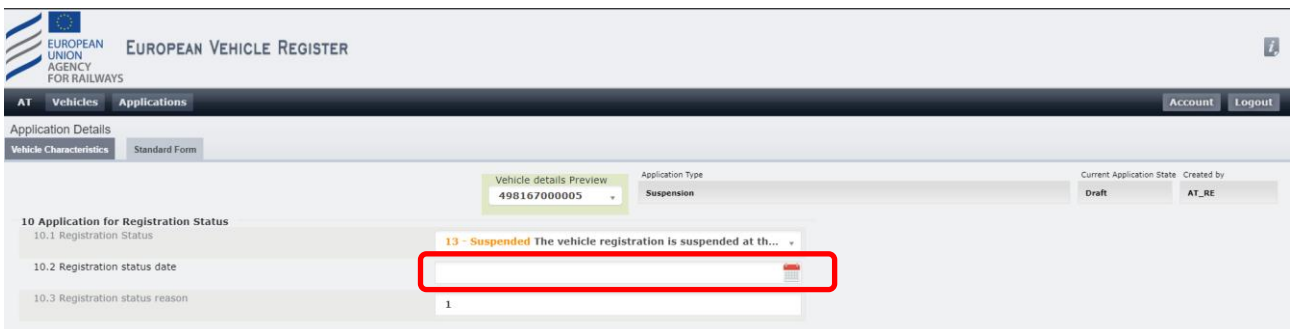 EUROPEAN
UNION
AGENCY
FOR RAILWAYS
EUROPEAN VEHICLE REGISTER
i
AT Vehicles Applications Account Logout
Application Details
Vehicle Characteristics Standard Form
Vehicle details Preview Application Type Current Application State Created by
498167000005 Suspension Draft AT_RE
10 Application for Registration Status
10.1 Registration Status 13 - Suspended The vehicle registration is suspended at th...
10.2 Registration status date
10.3 Registration status reason 1